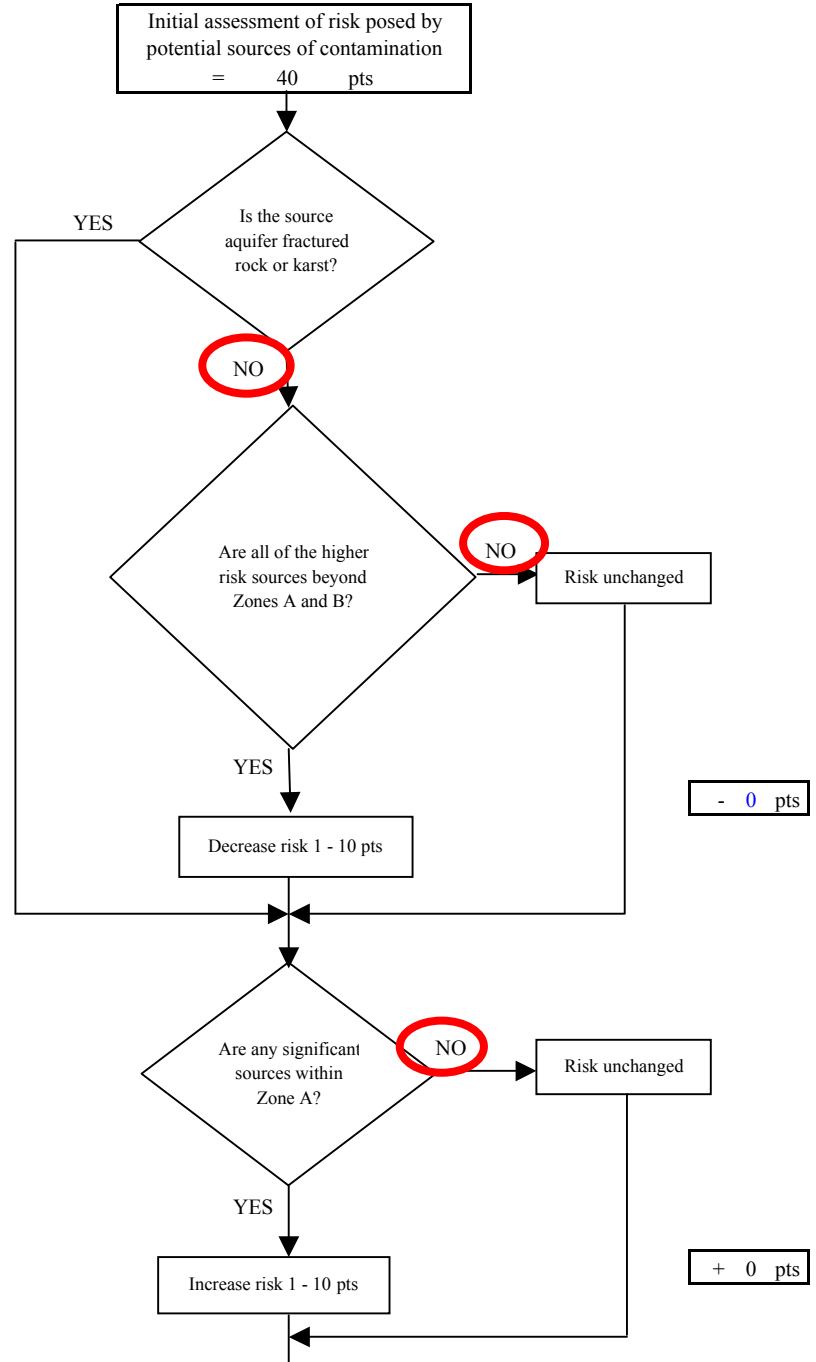 Initial assessment of risk posed by
potential sources of contamination
= 40 pts
YES
Is the source
aquifer fractured
rock or karst?
NO
Are all of the higher
risk sources beyond
Zones A and B?
NO
Risk unchanged
YES
- 0 pts
Decrease risk 1 - 10 pts
Are any significant
sources within
Zone A?
NO
Risk unchanged
YES
+ 0 pts
Increase risk 1 - 10 pts